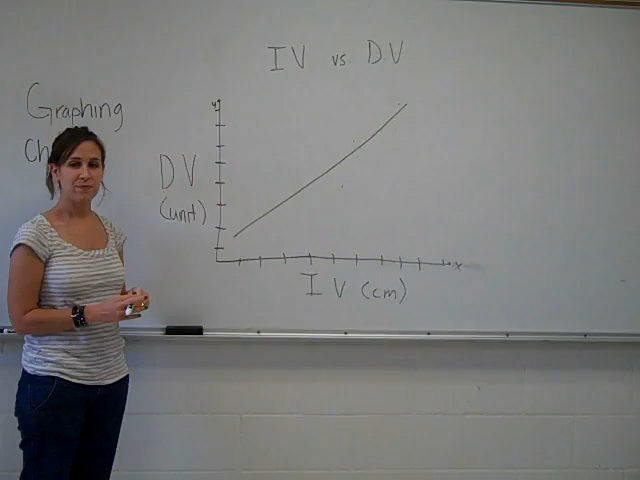 IV vs. DV
Graphing
Ch
y
DV
(unit)
x
IV (cm)